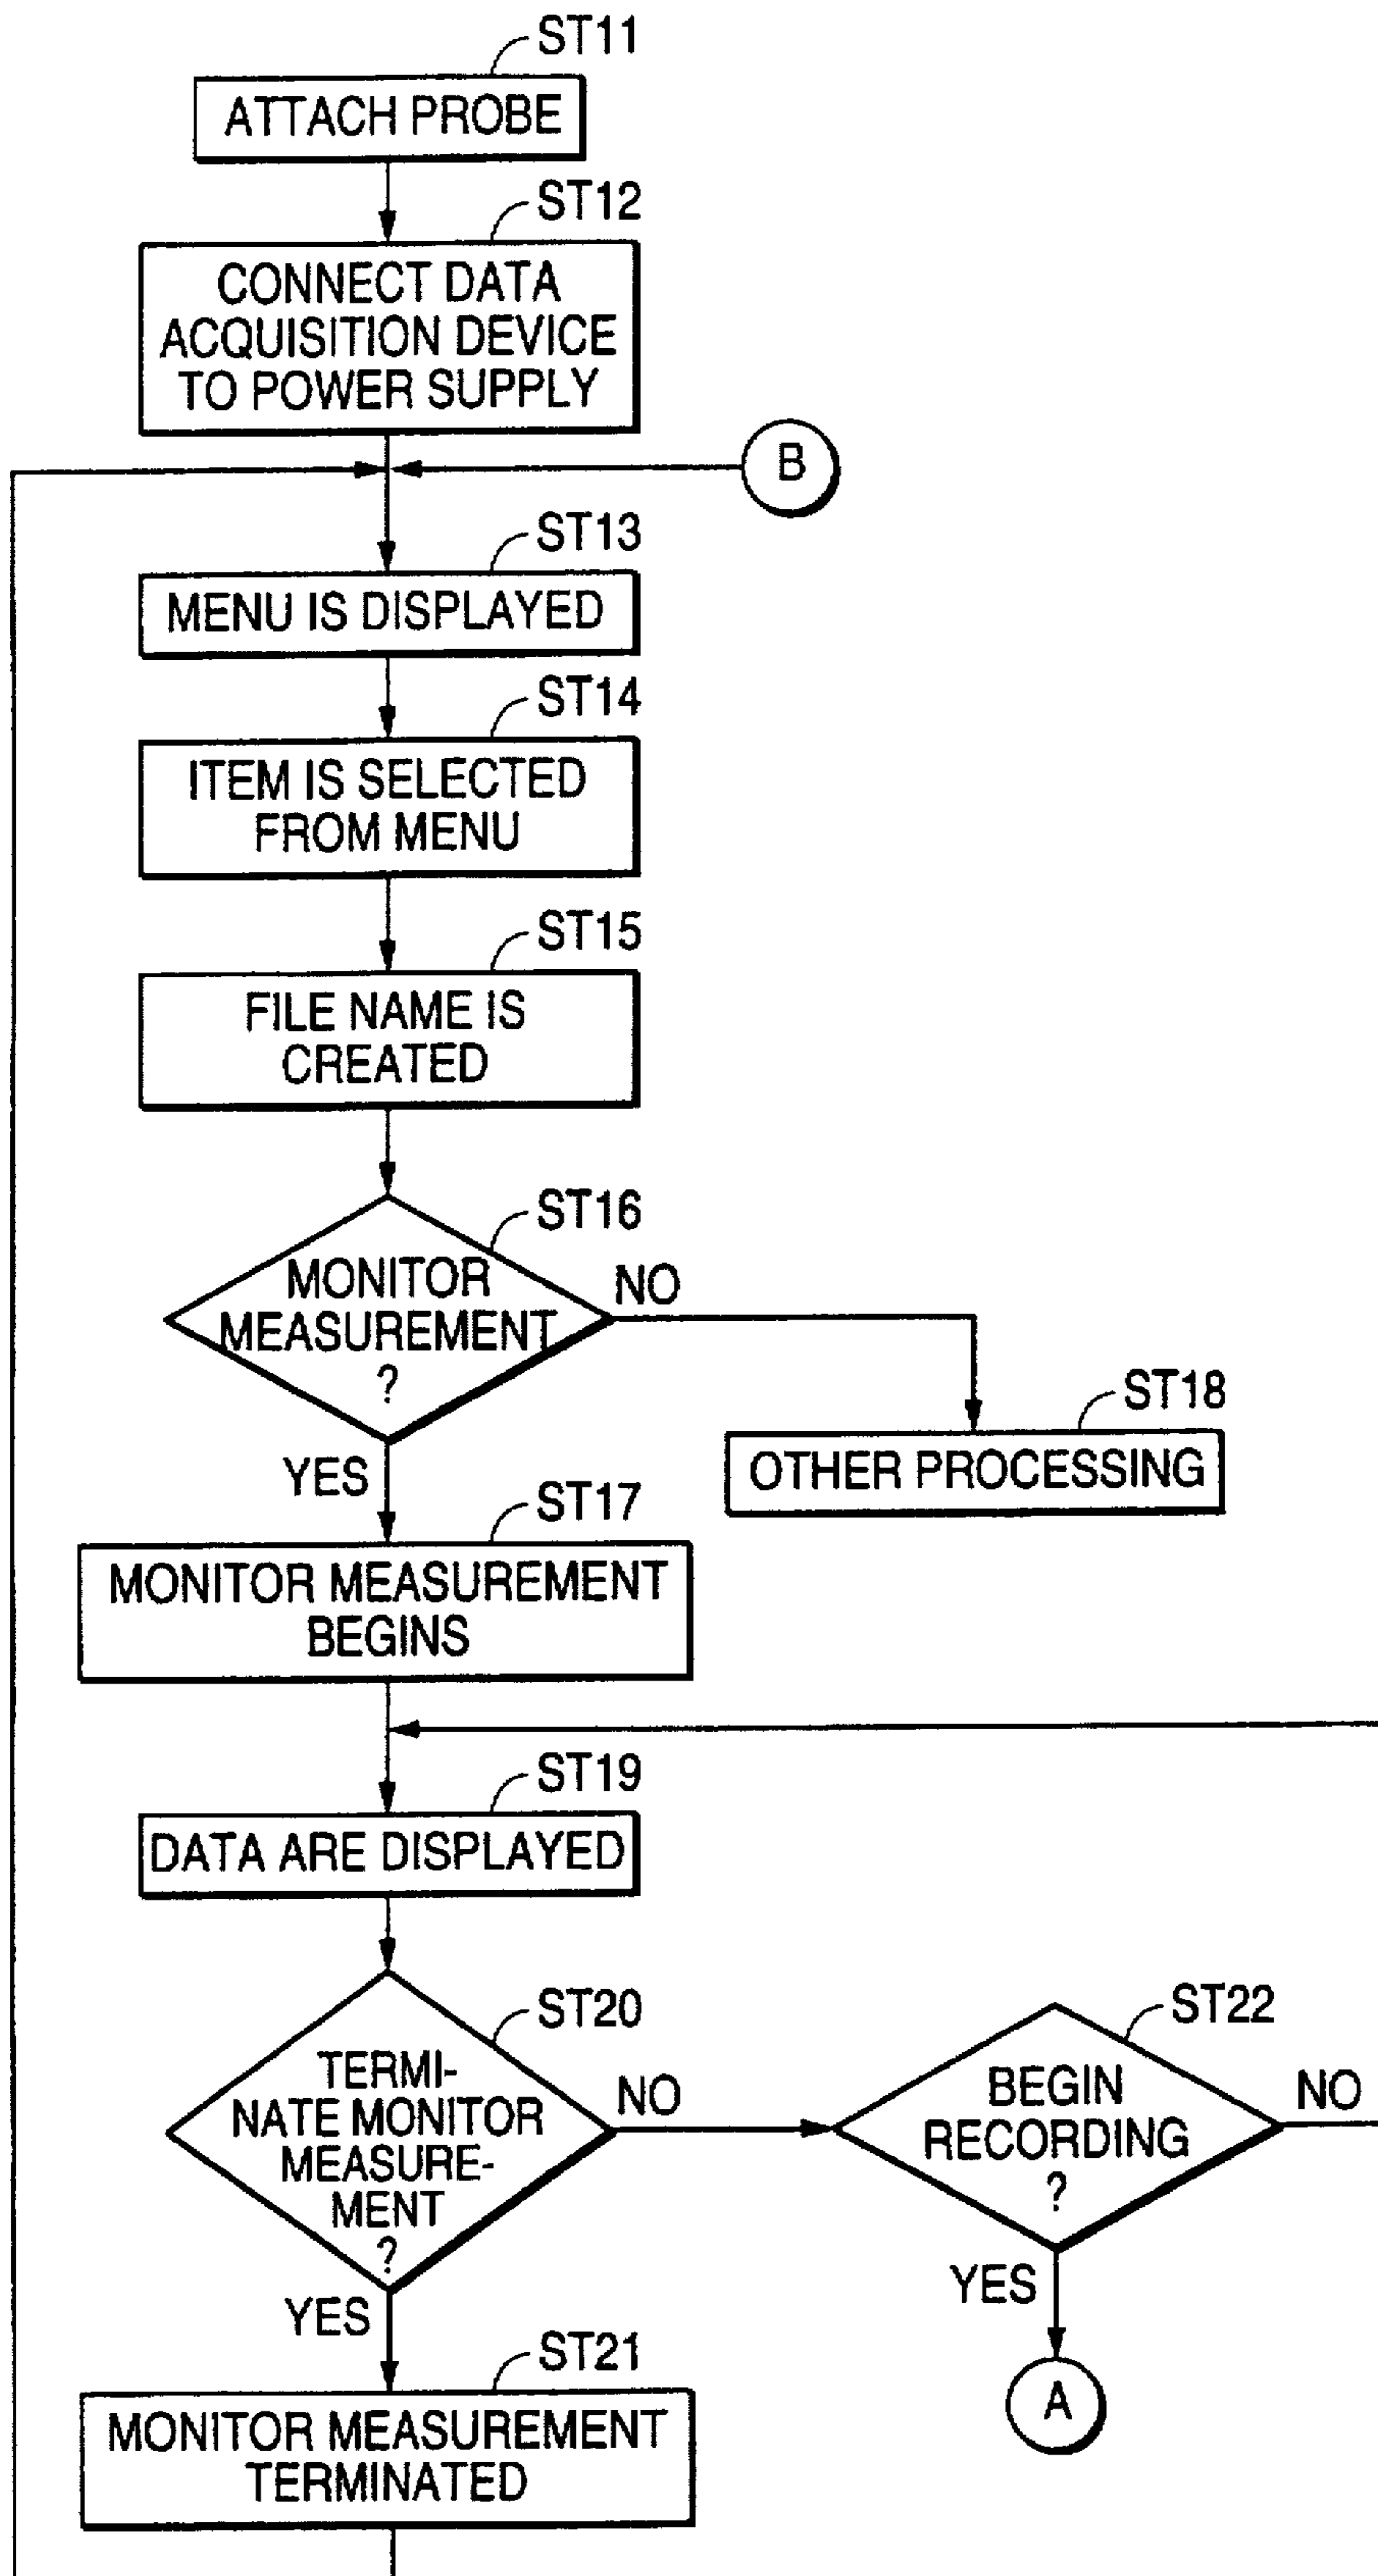 ST11
ATTACH PROBE
ST12
CONNECT DATA
ACQUISITION DEVICE
TO POWER SUPPLY
B
ST13
MENU IS DISPLAYED
ST14
ITEM IS SELECTED
FROM MENU
ST15
FILE NAME IS
CREATED
ST16
MONITOR
MEASUREMENT
?
NO
YES
ST18
OTHER PROCESSING
ST17
MONITOR MEASUREMENT
BEGINS
ST19
DATA ARE DISPLAYED
ST20
TERMI-
NATE MONITOR
MEASURE-
MENT
?
NO
YES
ST22
BEGIN
RECORDING
?
NO
YES
A
ST21
MONITOR MEASUREMENT
TERMINATED